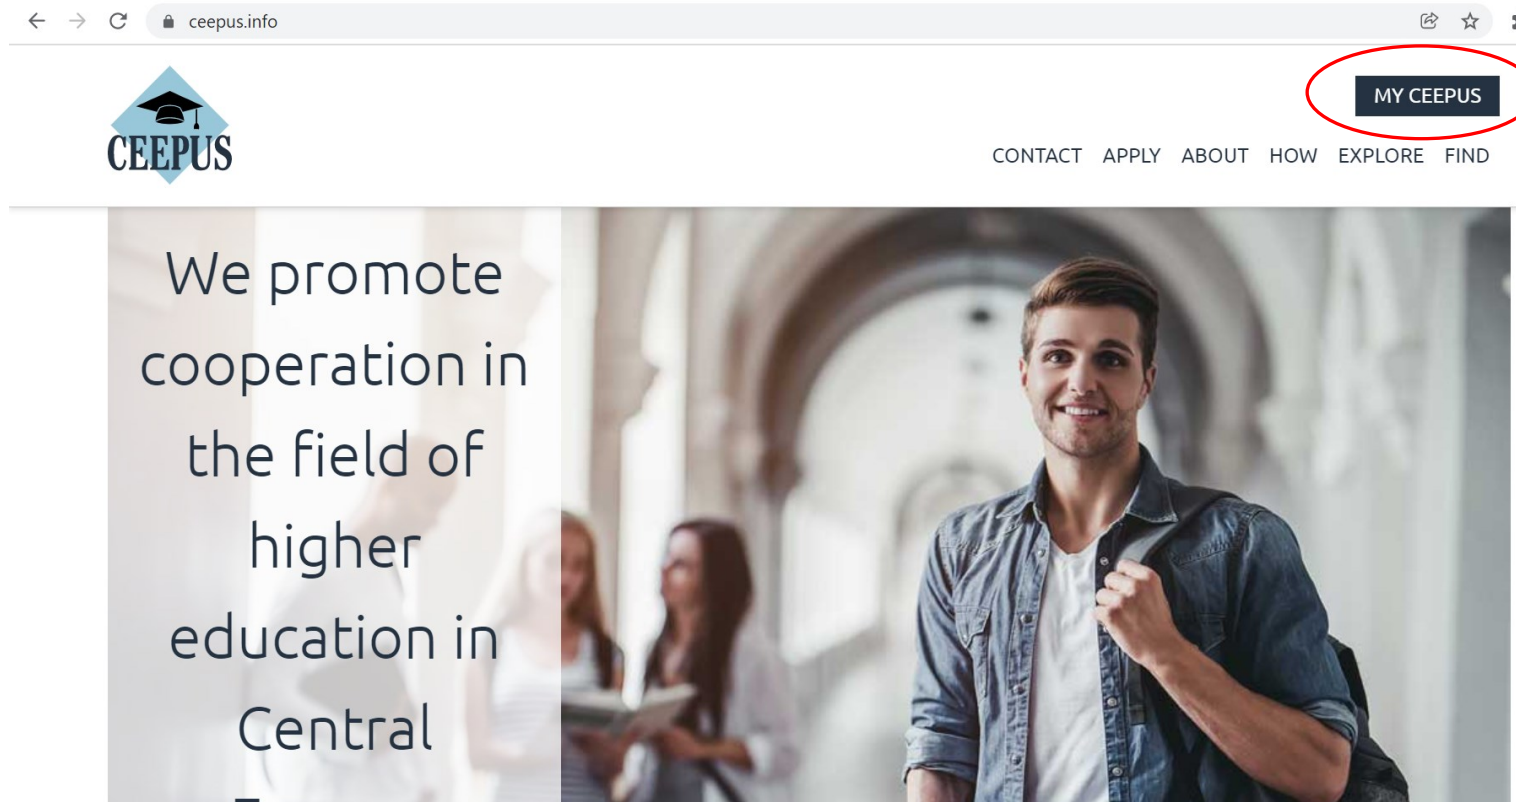 ceepus.info
CEEPUS
MY CEEPUS
CONTACT APPLY ABOUT HOW EXPLORE FIND
We promote
cooperation in
the field of
higher
education in
Central